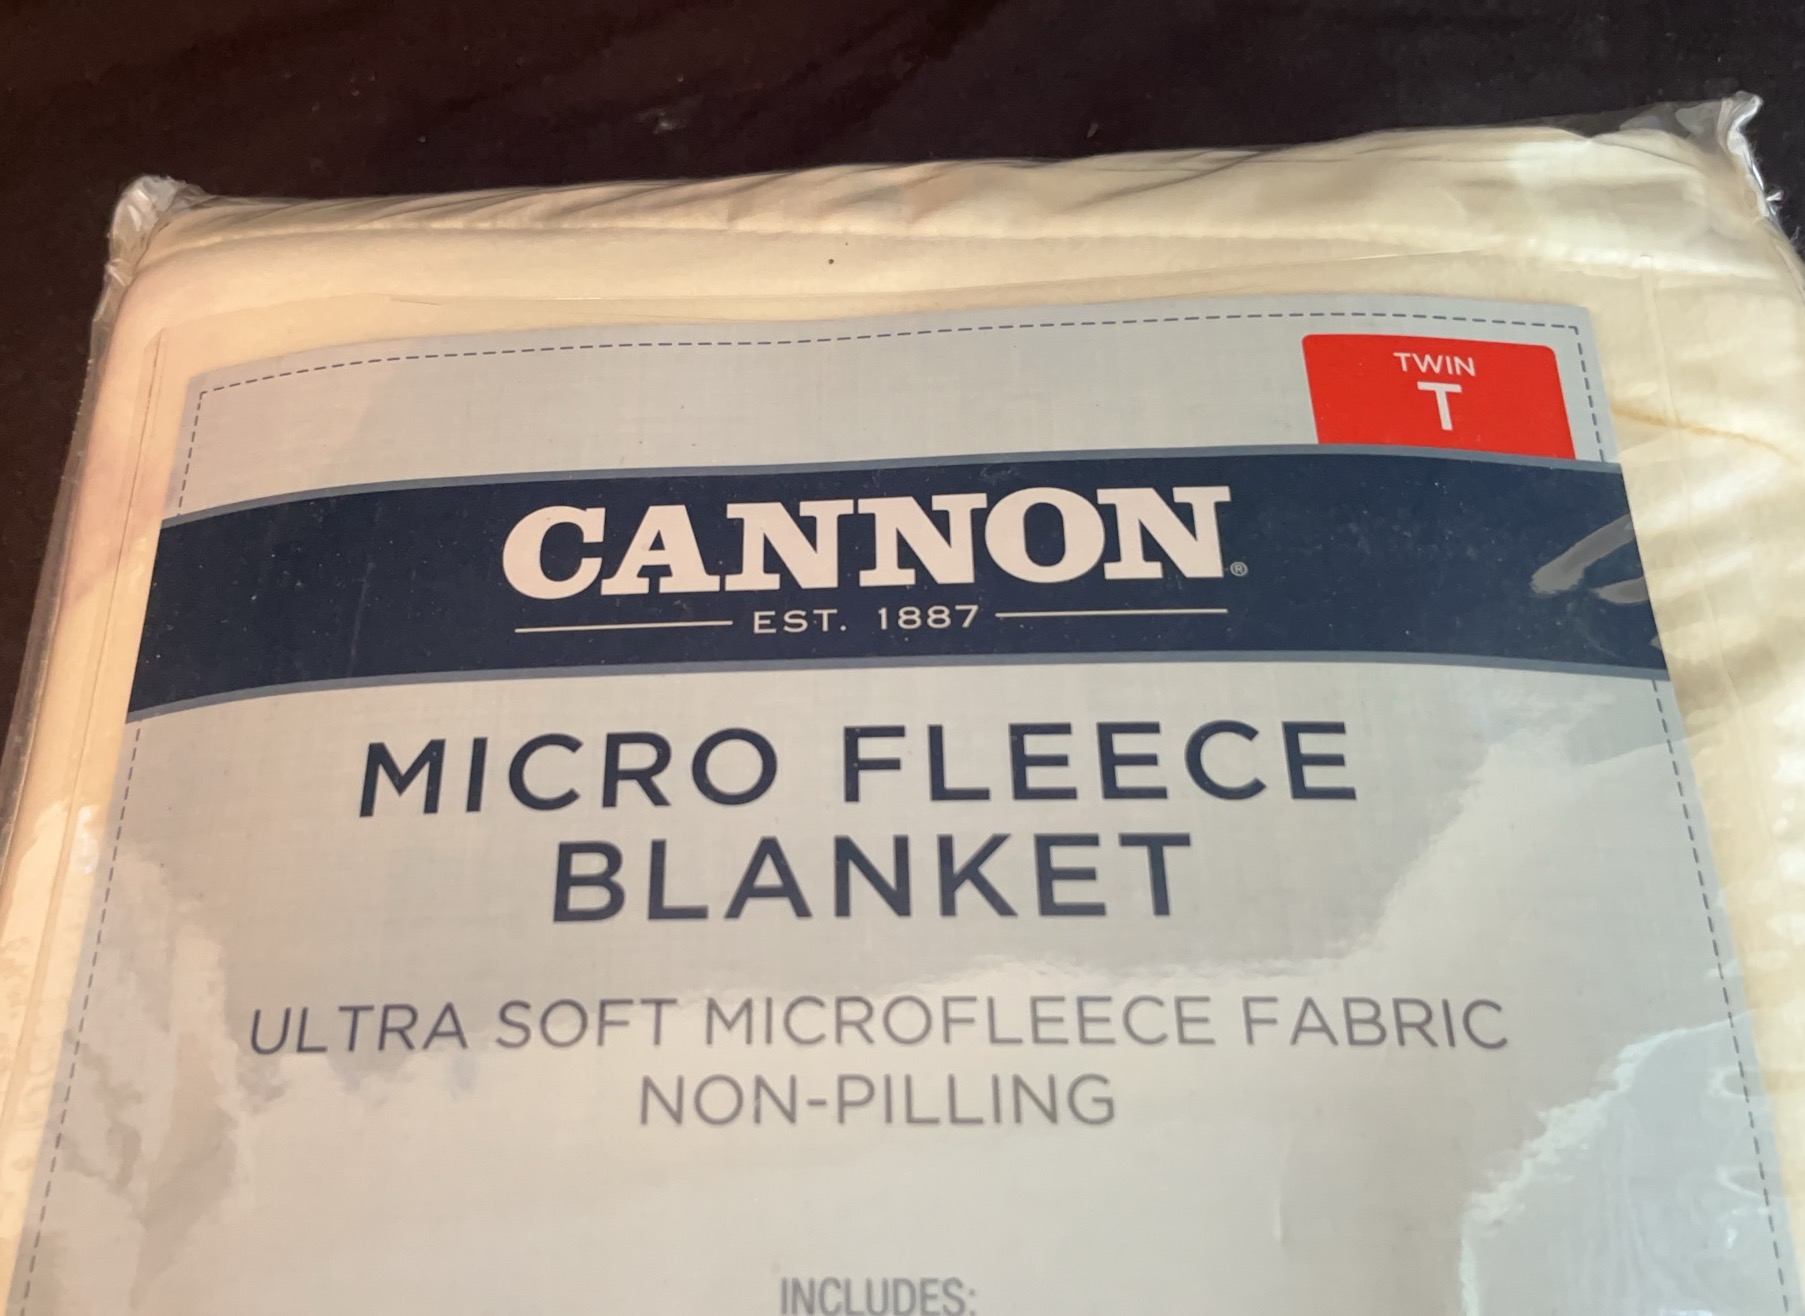 TWIN
T
CANNON®
EST. 1887
MICRO FLEECE
BLANKET
ULTRA SOFT MICROFLEECE FABRIC
NON-PILLING
INCLUDES: